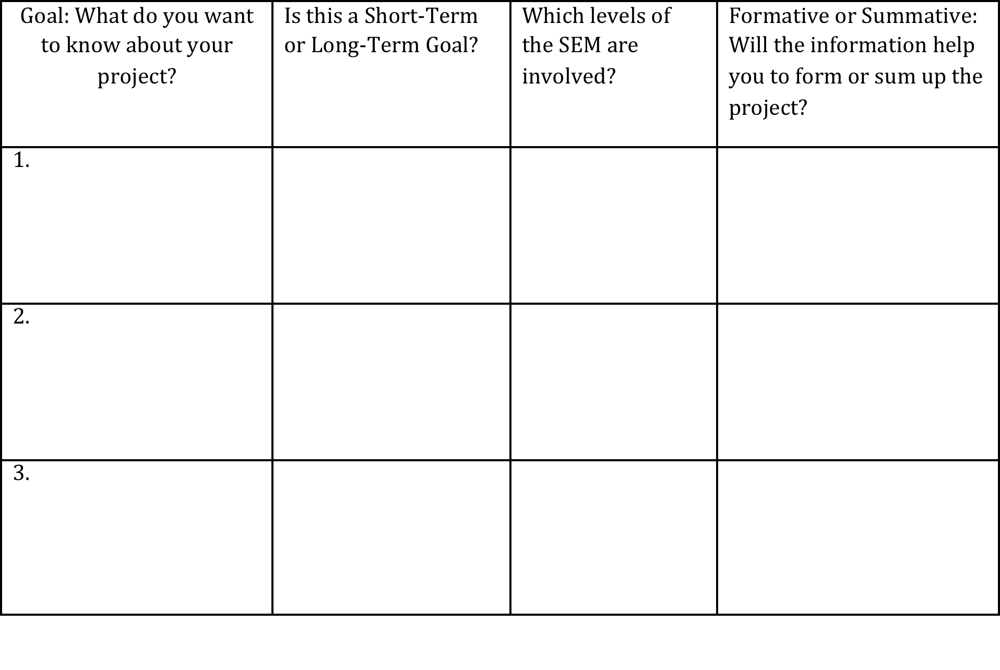 Goal: What do you want
to know about your
project?
Is this a Short-Term
or Long-Term Goal?
Which levels of
the SEM are
involved?
Formative or Summative:
Will the information help
you to form or sum up the
project?
1.
2.
3.